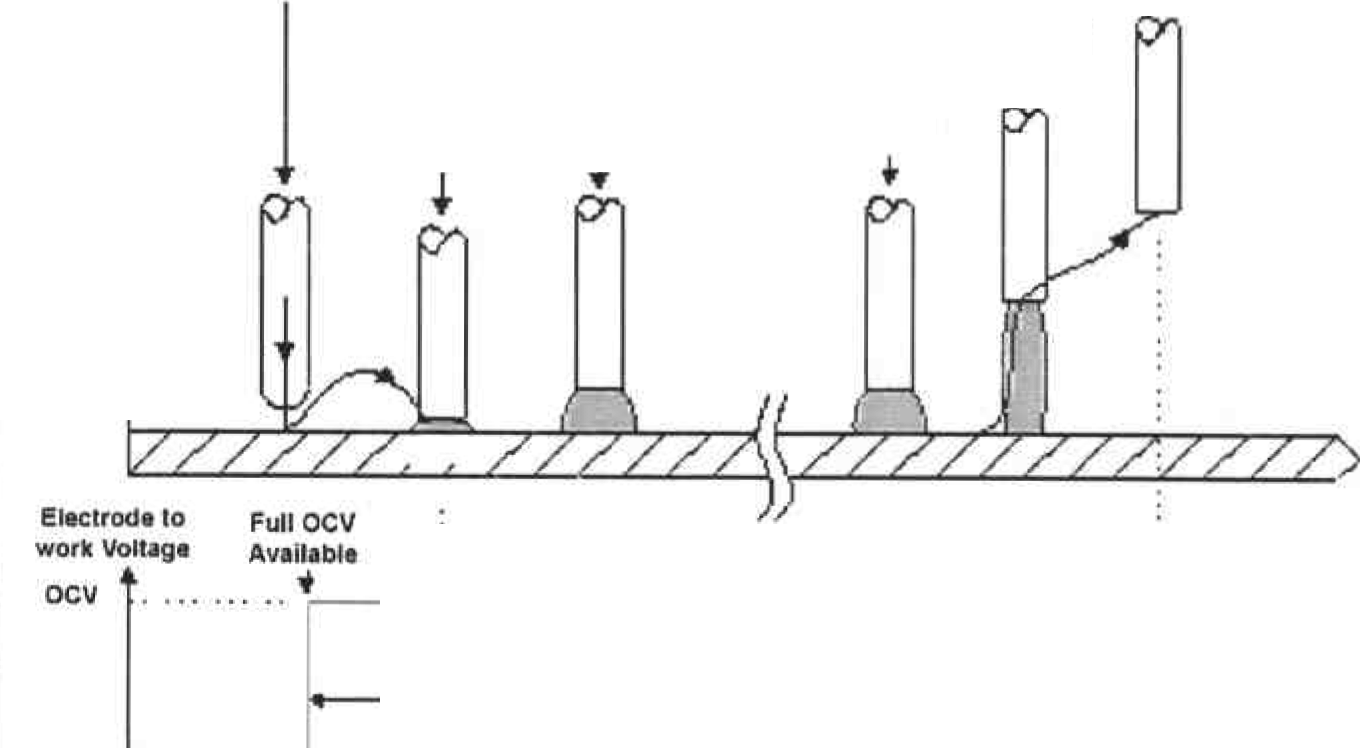 Electrode to
work Voltage
Full OCV
Available
OCV